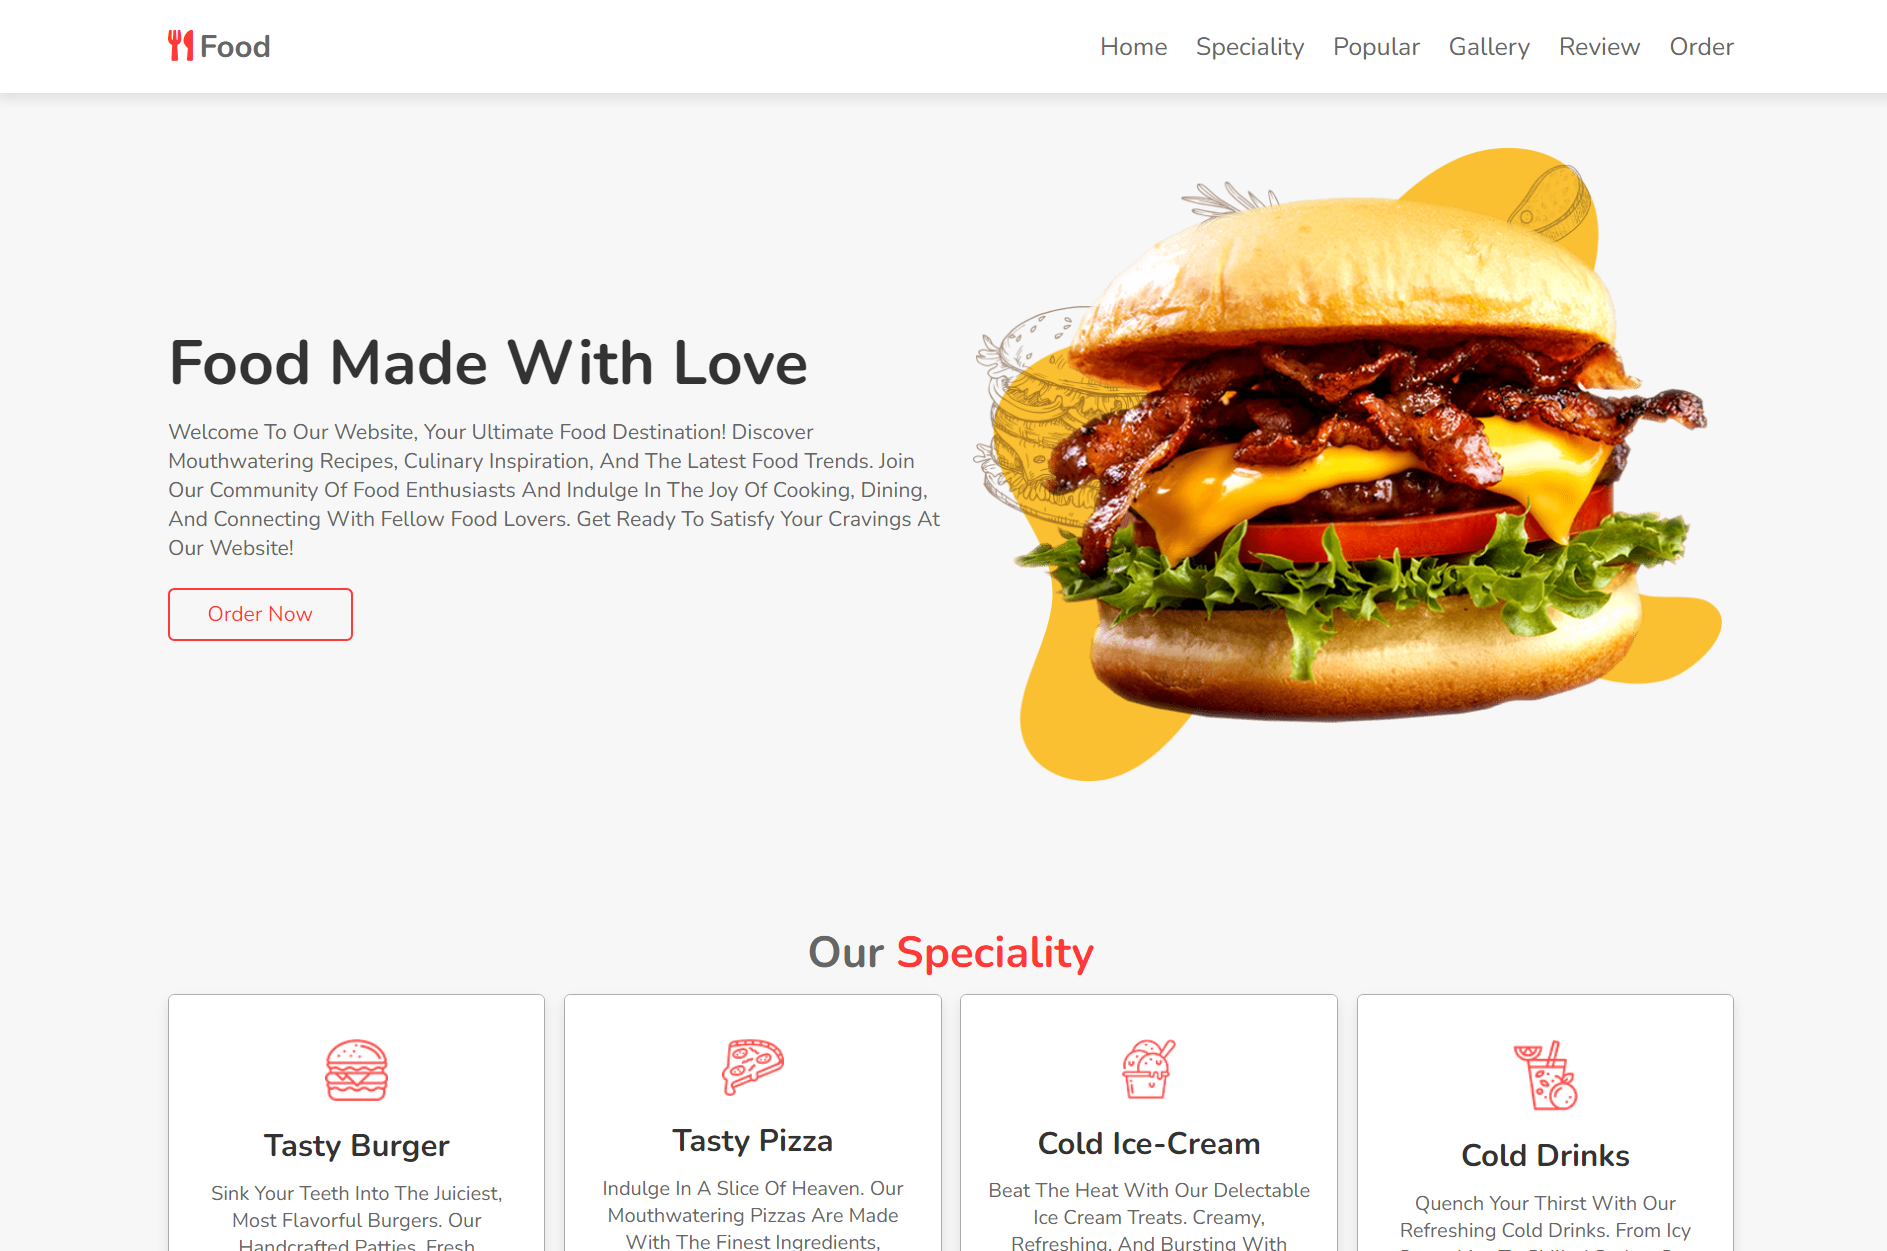 Food
Home Speciality Popular Gallery Review Order
Food Made With Love
Welcome To Our Website, Your Ultimate Food Destination! Discover
Mouthwatering Recipes, Culinary Inspiration, And The Latest Food Trends. Join
Our Community Of Food Enthusiasts And Indulge In The Joy Of Cooking, Dining,
And Connecting With Fellow Food Lovers. Get Ready To Satisfy Your Cravings At
Our Website!
Order Now
Our Speciality
Tasty Burger
Sink Your Teeth Into The Juiciest,
Most Flavorful Burgers. Our
Handcrafted Patties, Fresh
Tasty Pizza
Indulge In A Slice Of Heaven. Our
Mouthwatering Pizzas Are Made
With The Finest Ingredients,
Cold Ice-Cream
Beat The Heat With Our Delectable
Ice Cream Treats. Creamy,
Refreshing, And Bursting With
Cold Drinks
Quench Your Thirst With Our
Refreshing Cold Drinks. From Icy